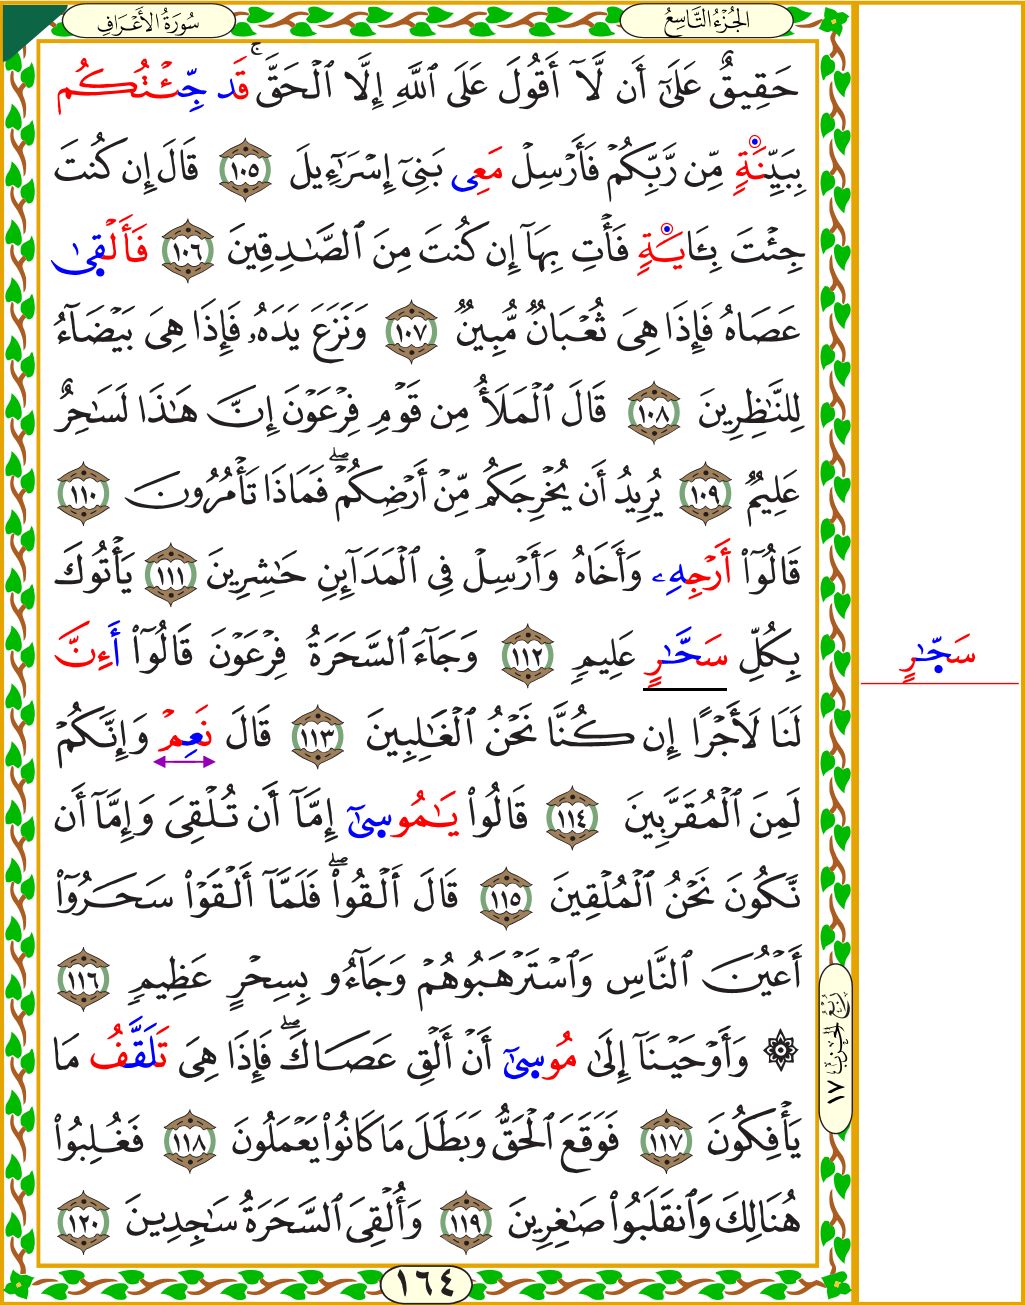 سُورَةُ الأَعْرَافِ
الجُزْءُ التَّاسِعُ
حَقِيقٌ عَلَىٰٓ أَن لَّآ أَقُولَ عَلَى ٱللَّهِ إِلَّا ٱلْحَقَّ ۚ قَد جِّئْتُكُم
بِبَيِّنَةٍ مِّن رَّبِّكُمْ فَأَرْسِلْ مَعِى بَنِىٓ إِسْرَٰٓءِيلَ ١٠٥ قَالَ إِن كُنتَ
جِئْتَ بِـَٔايَةٍ فَأْتِ بِهَآ إِن كُنتَ مِنَ ٱلصَّـٰدِقِينَ ١٠٦ فَأَلْقِىٰ
عَصَاهُ فَإِذَا هِىَ ثُعْبَانٌ مُّبِينٌ ١٠٧ وَنَزَعَ يَدَهُۥ فَإِذَا هِىَ بَيْضَآءُ
لِلنَّـٰظِرِينَ ١٠٨ قَالَ ٱلْمَلَأُ مِن قَوْمِ فِرْعَوْنَ إِنَّ هَـٰذَا لَسَـٰحِرٌ
عَلِيمٌ ١٠٩ يُرِيدُ أَن يُخْرِجَكُم مِّنْ أَرْضِكُمْ ۖ فَمَاذَا تَأْمُرُونَ ١١٠
قَالُوٓا۟ أَرْجِهِۦ وَأَخَاهُ وَأَرْسِلْ فِى ٱلْمَدَآئِنِ حَـٰشِرِينَ ١١١ يَأْتُوكَ
بِكُلِّ سَحَّـٰرٍ عَلِيمٍ ١١٢ وَجَآءَ ٱلسَّحَرَةُ فِرْعَوْنَ قَالُوٓا۟ أَءِنَّ
سَحَّـٰرٍ
لَنَا لَأَجْرًا إِن كُنَّا نَحْنُ ٱلْغَـٰلِبِينَ ١١٣ قَالَ نَعِمْ وَإِنَّكُمْ
لَمِنَ ٱلْمُقَرَّبِينَ ١١٤ قَالُوا۟ يَـٰمُوسِىٰٓ إِمَّآ أَن تُلْقِىَ وَإِمَّآ أَن
نَّكُونَ نَحْنُ ٱلْمُلْقِينَ ١١٥ قَالَ أَلْقُوا۟ ۖ فَلَمَّآ أَلْقَوْا۟ سَحَرُوٓا۟
أَعْيُنَ ٱلنَّاسِ وَٱسْتَرْهَبُوهُمْ وَجَآءُو بِسِحْرٍ عَظِيمٍ ١١٦
۞ وَأَوْحَيْنَآ إِلَىٰ مُوسِىٰٓ أَنْ أَلْقِ عَصَاكَ ۖ فَإِذَا هِىَ تَلَقَّفُ مَا
يَأْفِكُونَ ١١٧ فَوَقَعَ ٱلْحَقُّ وَبَطَلَ مَا كَانُوا۟ يَعْمَلُونَ ١١٨ فَغُلِبُوا۟
هُنَالِكَ وَٱنقَلَبُوا۟ صَـٰغِرِينَ ١١٩ وَأُلْقِىَ ٱلسَّحَرَةُ سَـٰجِدِينَ ١٢٠
رُبْعُ الحِزْبِ ١٧
١٦٤